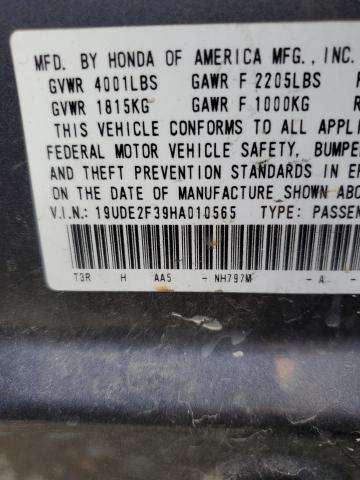 MFD. BY HONDA OF AMERICA MFG., INC.
GVWR 4001LBS GAWR F 2205LBS
GVWR 1815KG GAWR F 1000KG R
THIS VEHICLE CONFORMS TO ALL APPLI
FEDERAL MOTOR VEHICLE SAFETY, BUMPE
AND THEFT PREVENTION STANDARDS IN EF
ON THE DATE OF MANUFACTURE SHOWN ABO
V.I.N.: 19UDE2F39HA010565 TYPE: PASSEN
T3R H AA5 - NH797M - A -